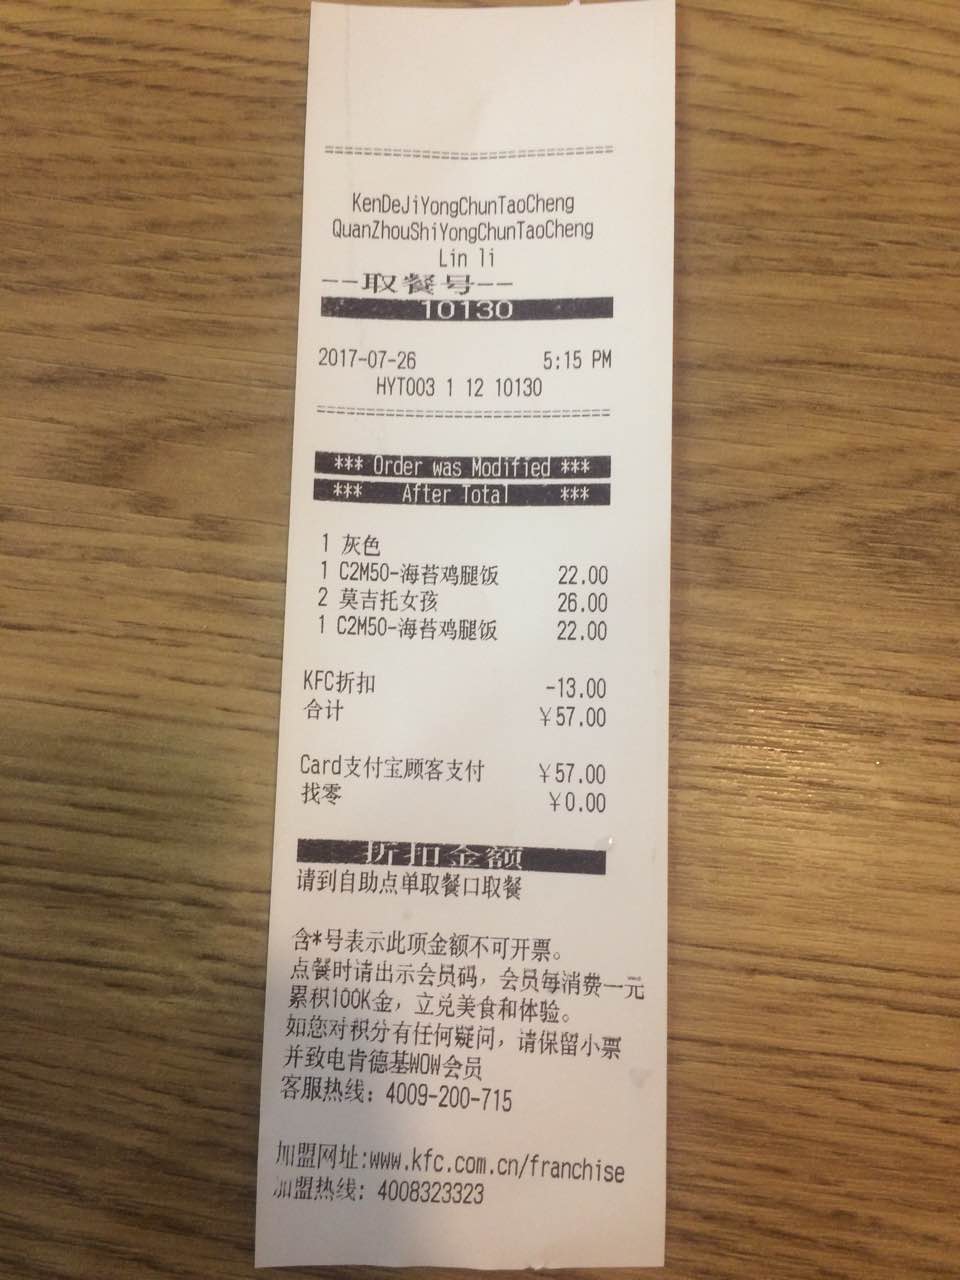 ================================
KenDeJiYongChunTaoCheng
QuanZhouShiYongChunTaoCheng
Lin li
--取餐号--
10130
2017-07-26 5:15 PM
HYT003 1 12 10130
================================
*** Order was Modified ***
*** After Total ***
1 灰色
1 C2M50-海苔鸡腿饭 22.00
2 莫吉托女孩 26.00
1 C2M50-海苔鸡腿饭 22.00
KFC折扣 -13.00
合计 ￥57.00
Card支付宝顾客支付 ￥57.00
找零 ￥0.00
折扣金额
请到自助点单取餐口取餐
含*号表示此项金额不可开票。
点餐时请出示会员码，会员每消费一元
累积100K金，立兑美食和体验。
如您对积分有任何疑问，请保留小票
并致电肯德基WOW会员
客服热线：4009-200-715
加盟网址:www.kfc.com.cn/franchise
加盟热线：4008323323